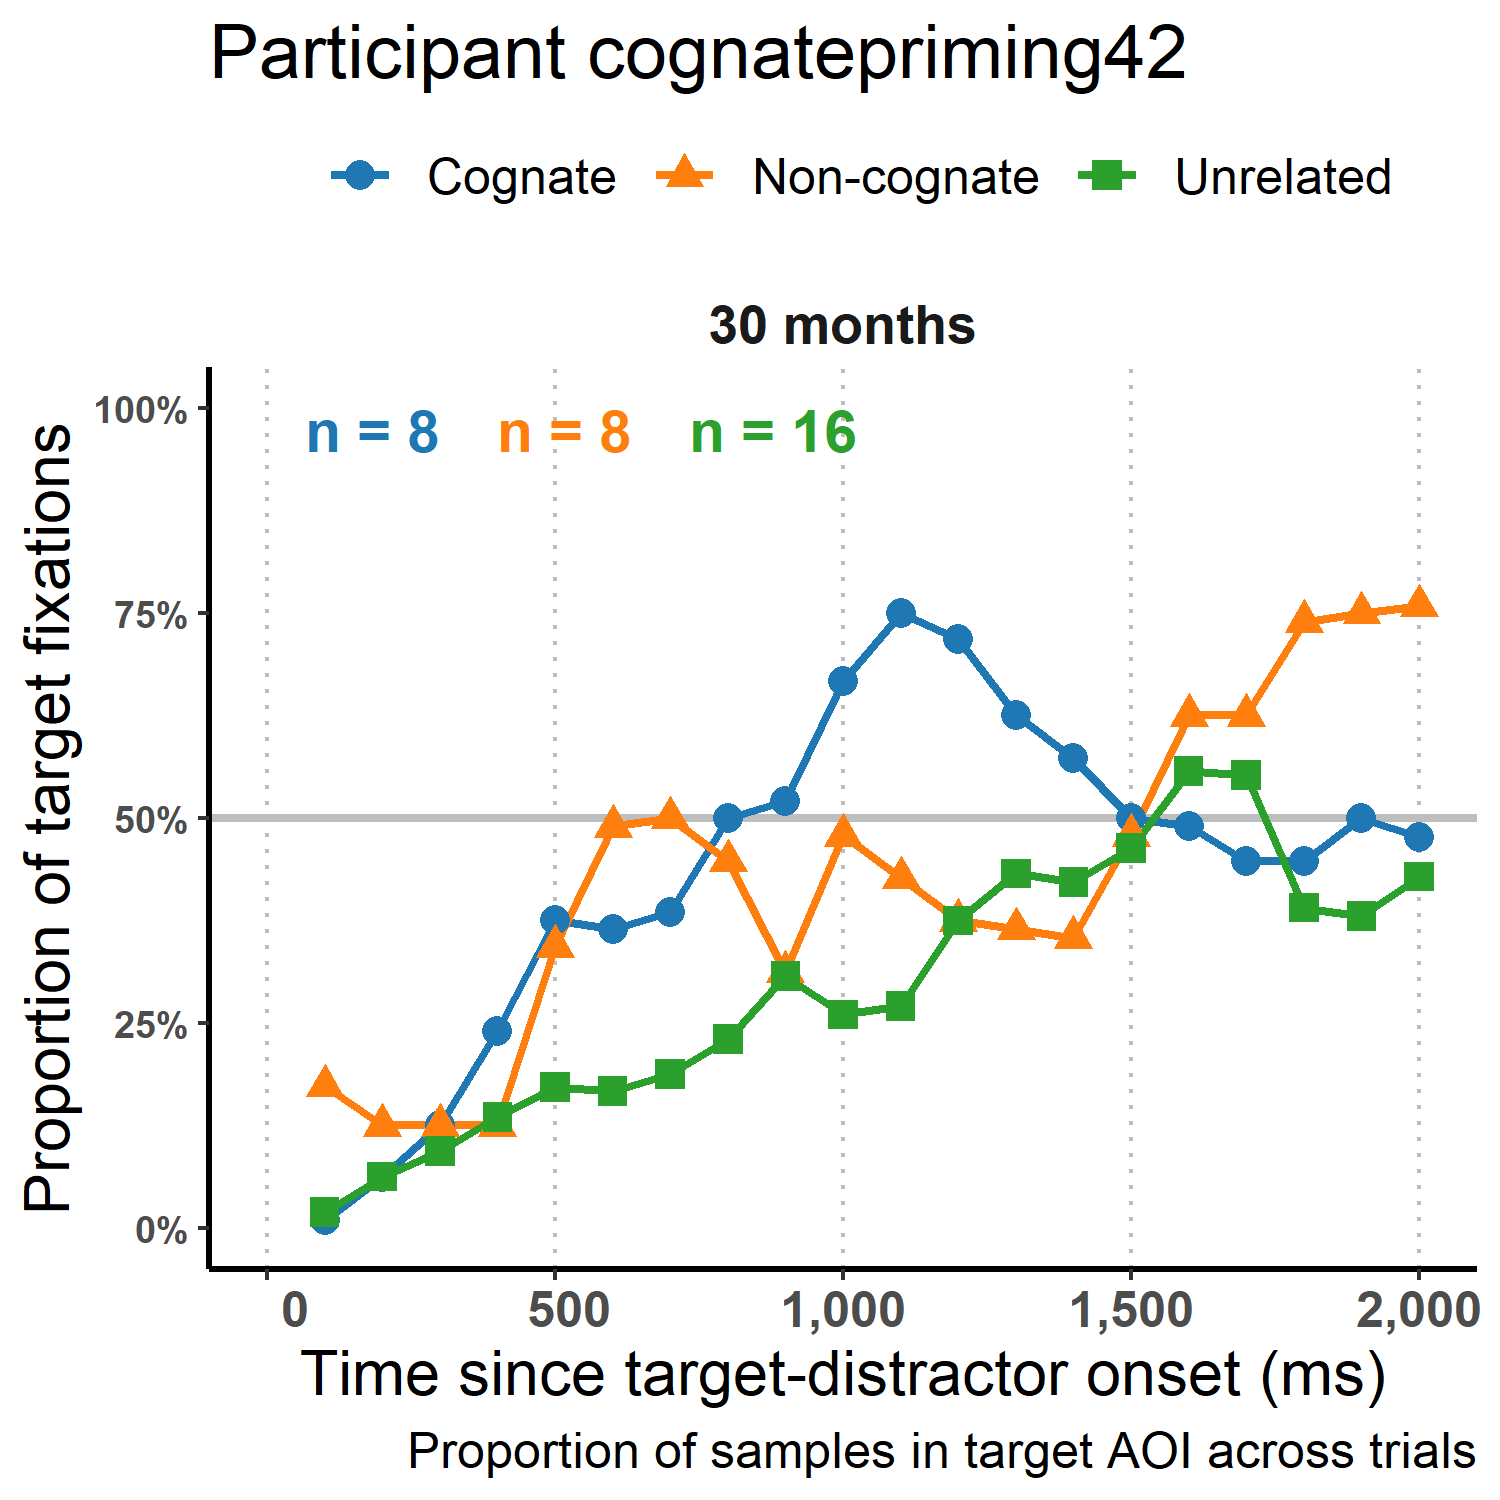 Participant cognatepriming42
Cognate Non-cognate Unrelated
30 months
n = 8 n = 8 n = 16
100%
75%
50%
25%
0%
Proportion of target fixations
0 500 1,000 1,500 2,000
Time since target-distractor onset (ms)
Proportion of samples in target AOI across trials